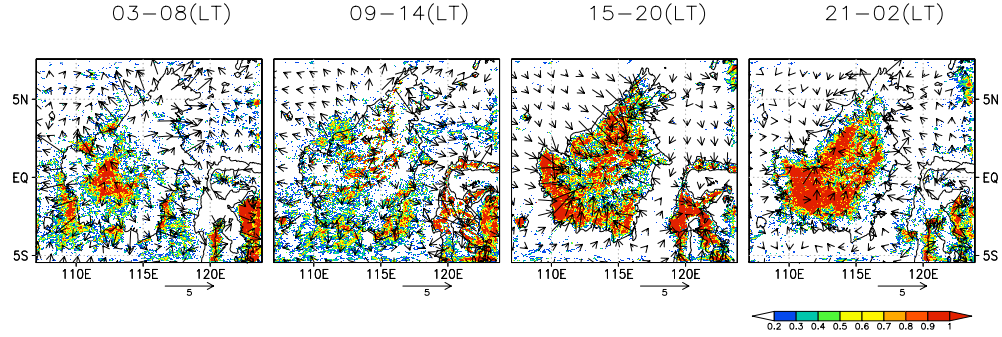 03-08(LT) 09-14(LT) 15-20(LT) 21-02(LT)
5N 5N
EQ EQ
5S 5S
110E 115E 120E 110E 115E 120E 110E 115E 120E 110E 115E 120E
5 5 5 5
0.2 0.3 0.4 0.5 0.6 0.7 0.8 0.9 1